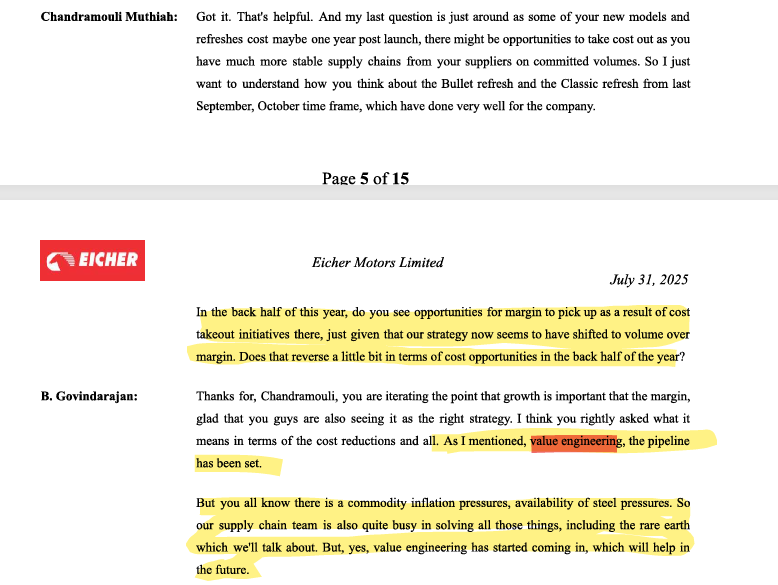 Chandramouli Muthiah: Got it. That's helpful. And my last question is just around as some of your new models and
refreshes cost maybe one year post launch, there might be opportunities to take cost out as you
have much more stable supply chains from your suppliers on committed volumes. So I just
want to understand how you think about the Bullet refresh and the Classic refresh from last
September, October time frame, which have done very well for the company.
Page 5 of 15
EICHER
Eicher Motors Limited
July 31, 2025
In the back half of this year, do you see opportunities for margin to pick up as a result of cost
takeout initiatives there, just given that our strategy now seems to have shifted to volume over
margin. Does that reverse a little bit in terms of cost opportunities in the back half of the year?
B. Govindarajan: Thanks for, Chandramouli, you are iterating the point that growth is important that the margin,
glad that you guys are also seeing it as the right strategy. I think you rightly asked what it
means in terms of the cost reductions and all. As I mentioned, value engineering, the pipeline
has been set.
But you all know there is a commodity inflation pressures, availability of steel pressures. So
our supply chain team is also quite busy in solving all those things, including the rare earth
which we'll talk about. But, yes, value engineering has started coming in, which will help in
the future.